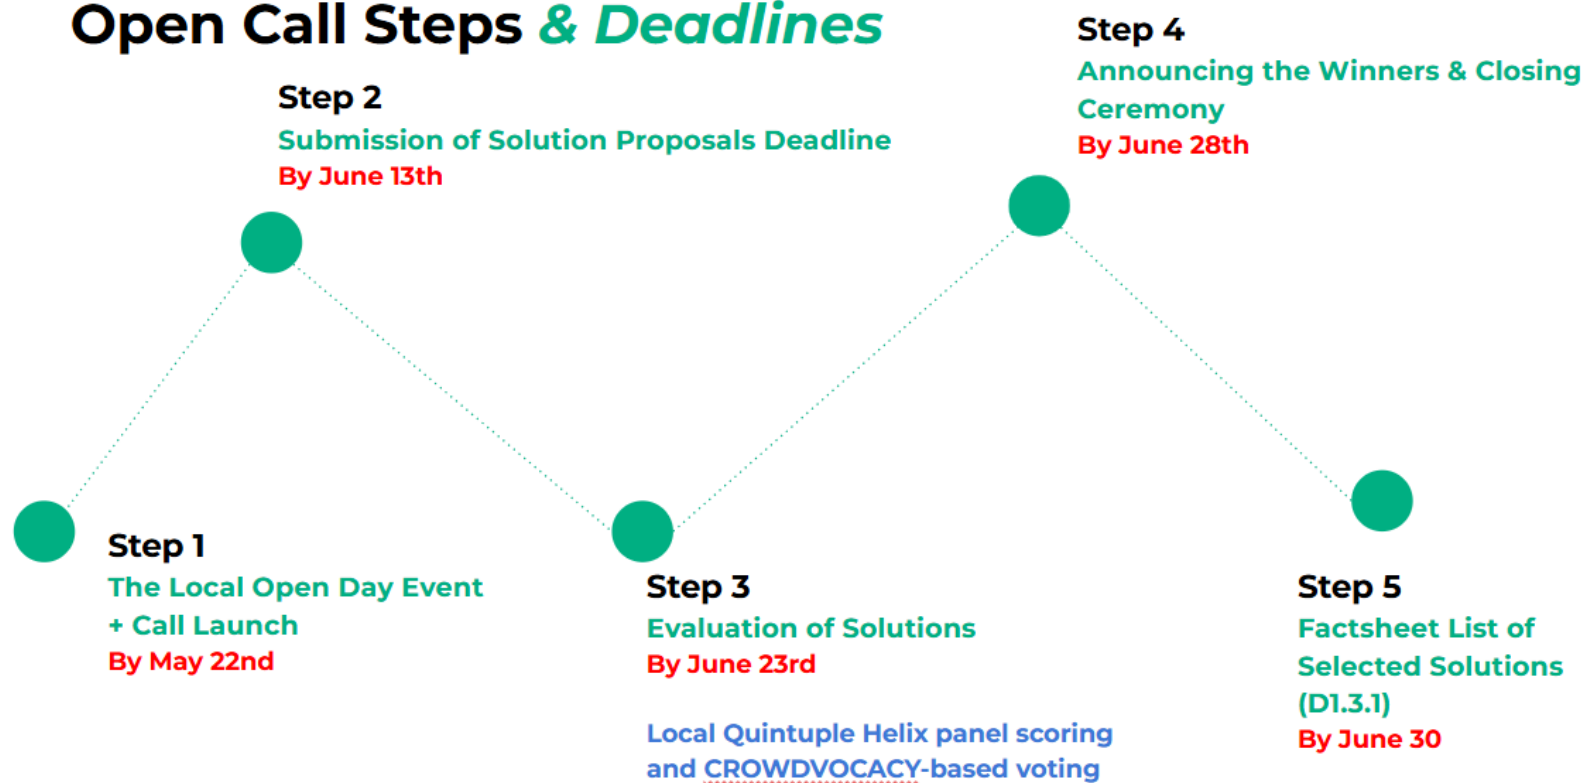 Open Call Steps & Deadlines
Step 1
The Local Open Day Event
+ Call Launch
By May 22nd
Step 2
Submission of Solution Proposals Deadline
By June 13th
Step 3
Evaluation of Solutions
By June 23rd
Local Quintuple Helix panel scoring
and CROWDVOCACY-based voting
Step 4
Announcing the Winners & Closing
Ceremony
By June 28th
Step 5
Factsheet List of
Selected Solutions
(D1.3.1)
By June 30